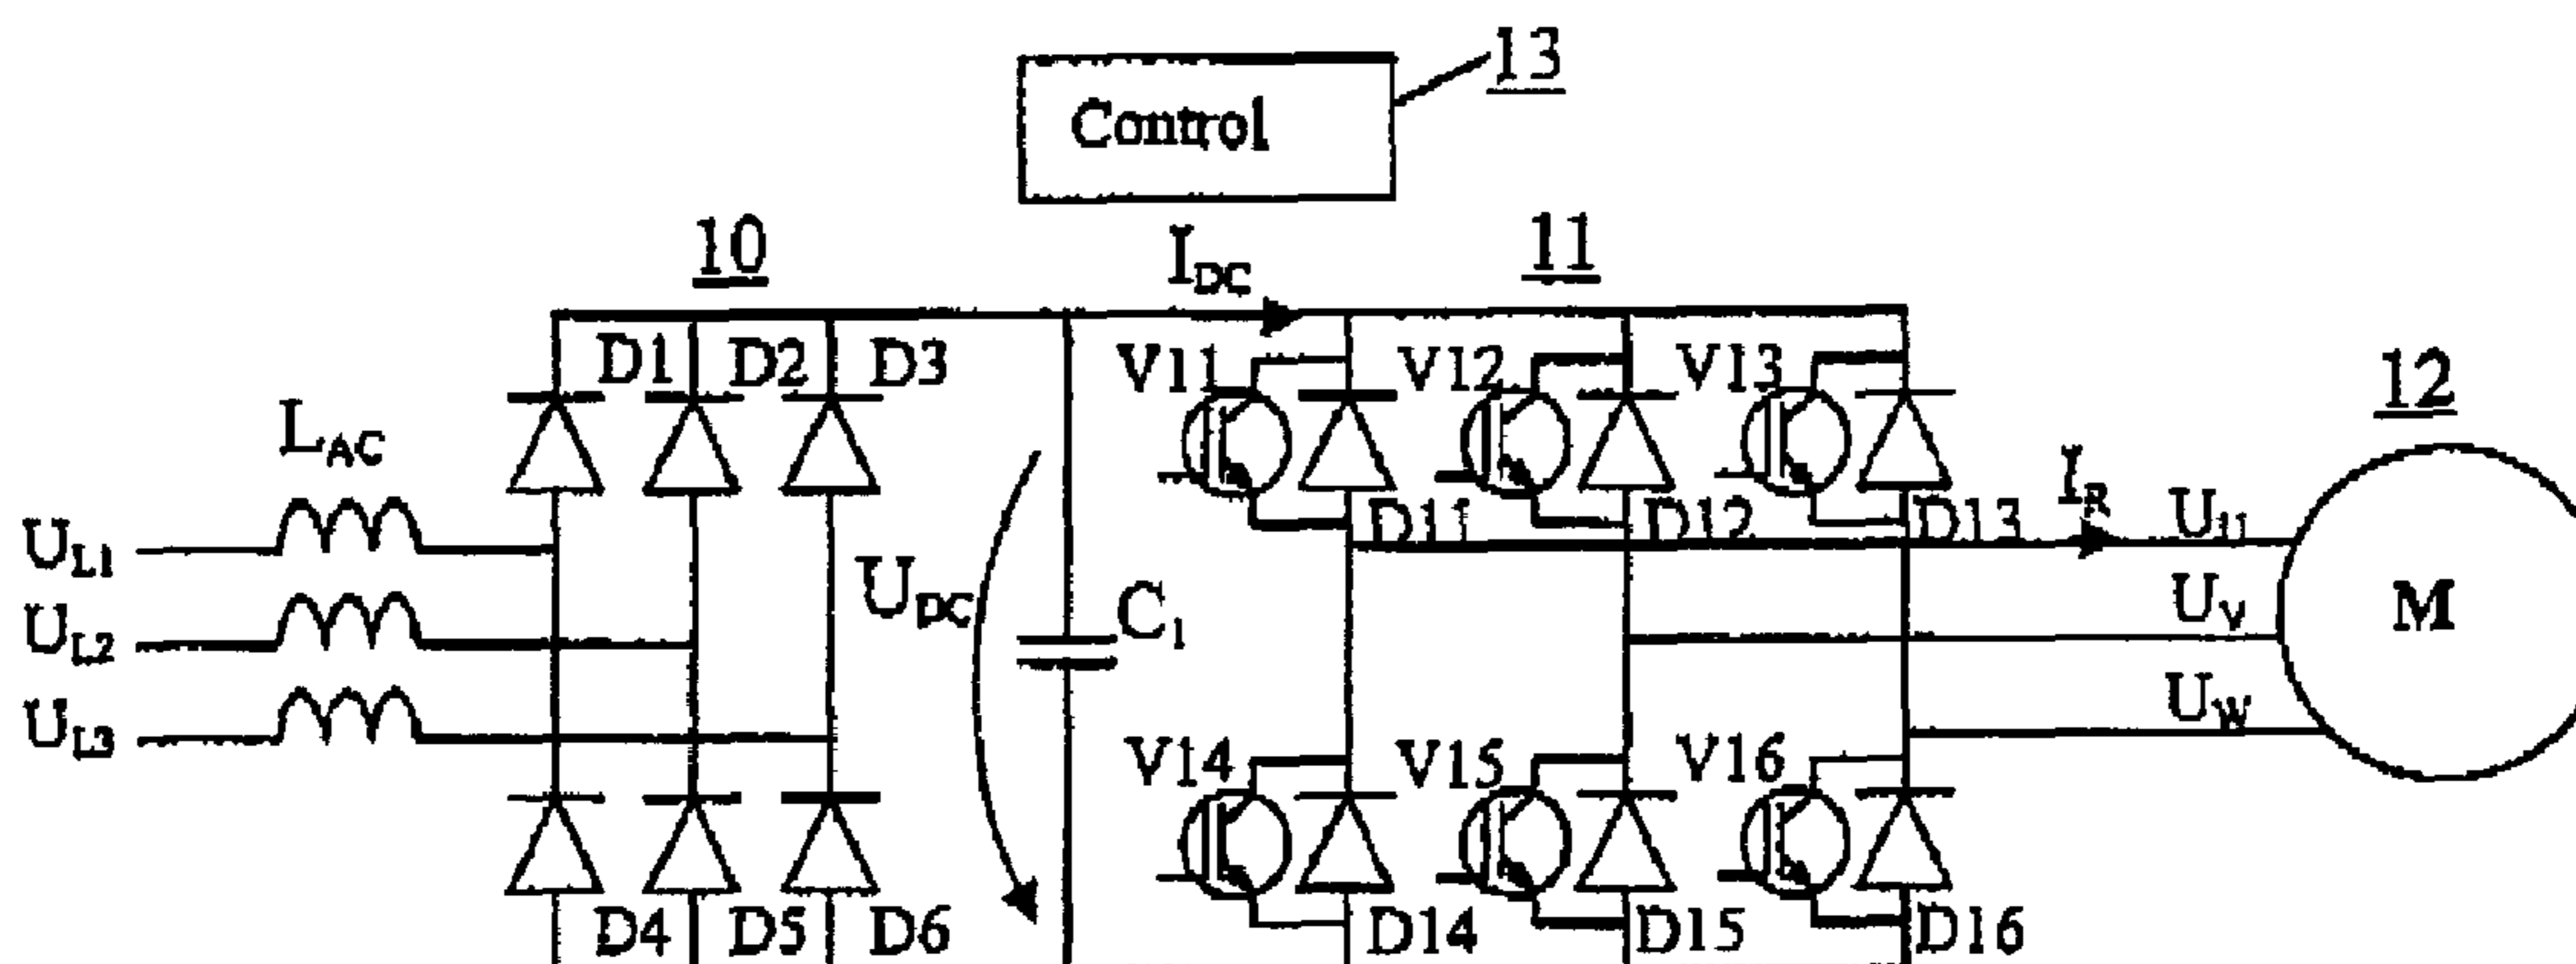 13
Control
10
I_DC
11
D1
D2
D3
V11
V12
V13
12
L_AC
I_R
D11
D12
D13
U_U
U_L1
U_DC
C_1
U_V
M
U_L2
U_L3
U_W
V14
V15
V16
D4
D5
D6
D14
D15
D16